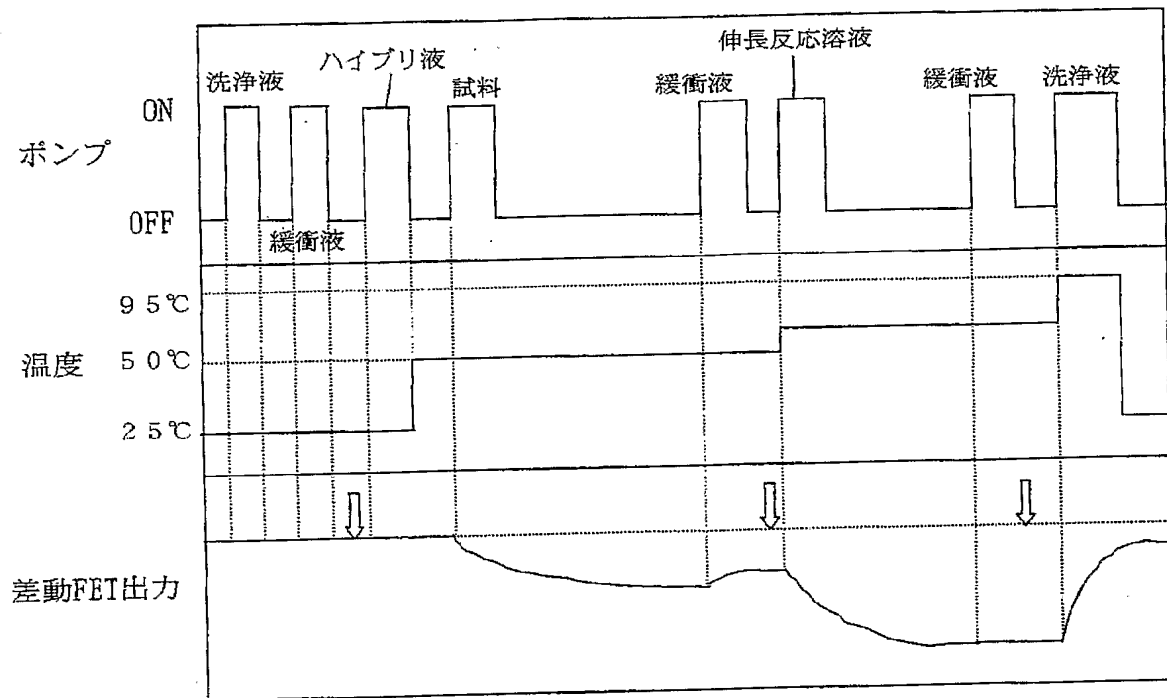 洗浄液
ハイブリ液
試料
緩衝液
伸長反応溶液
緩衝液
洗浄液
ON
ポンプ
OFF
緩衝液
95℃
温度
50℃
25℃
差動FET出力